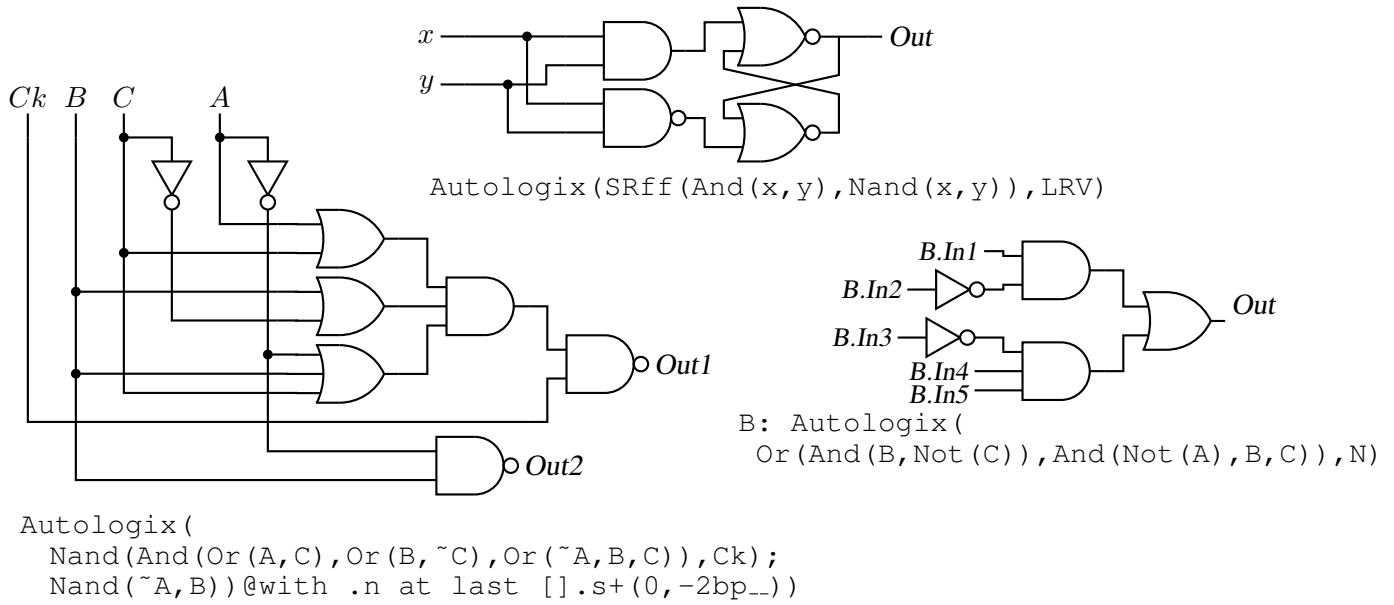 x
Out
y
Autologix(SRff(And(x,y),Nand(x,y)),LRV)
Ck B C A
Out1
Out2
Autologix(
Nand(And(Or(A,C),Or(B,˜C),Or(˜A,B,C)),Ck);
Nand(˜A,B))@with .n at last [].s+(0,-2bp__))
B.In1
B.In2
Out
B.In3
B.In4
B.In5
B: Autologix(
Or(And(B,Not(C)),And(Not(A),B,C)),N)